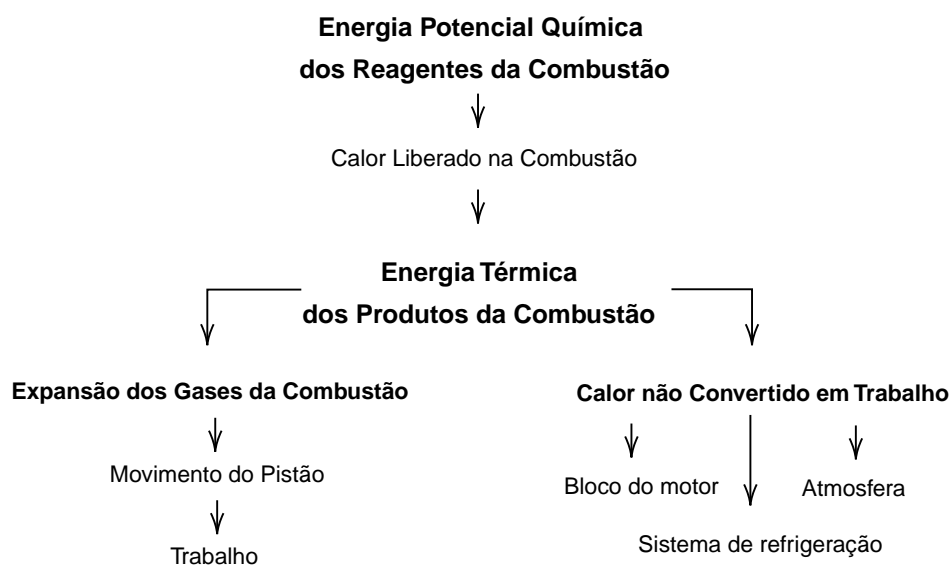 Energia Potencial Química
dos Reagentes da Combustão
Calor Liberado na Combustão
Energia Térmica
dos Produtos da Combustão
Expansão dos Gases da Combustão
Movimento do Pistão
Trabalho
Calor não Convertido em Trabalho
Bloco do motor
Atmosfera
Sistema de refrigeração